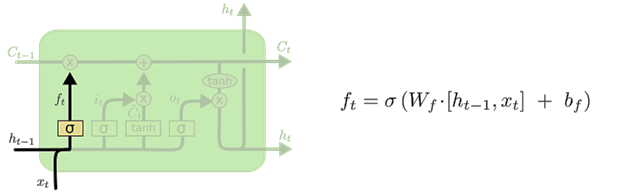 h_t
C_{t-1} × + C_t
tanh
f_t i_t × o_t ×
C̃_t
σ σ tanh σ
h_{t-1} h_t
x_t
f_t = σ (W_f · [h_{t-1}, x_t] + b_f)